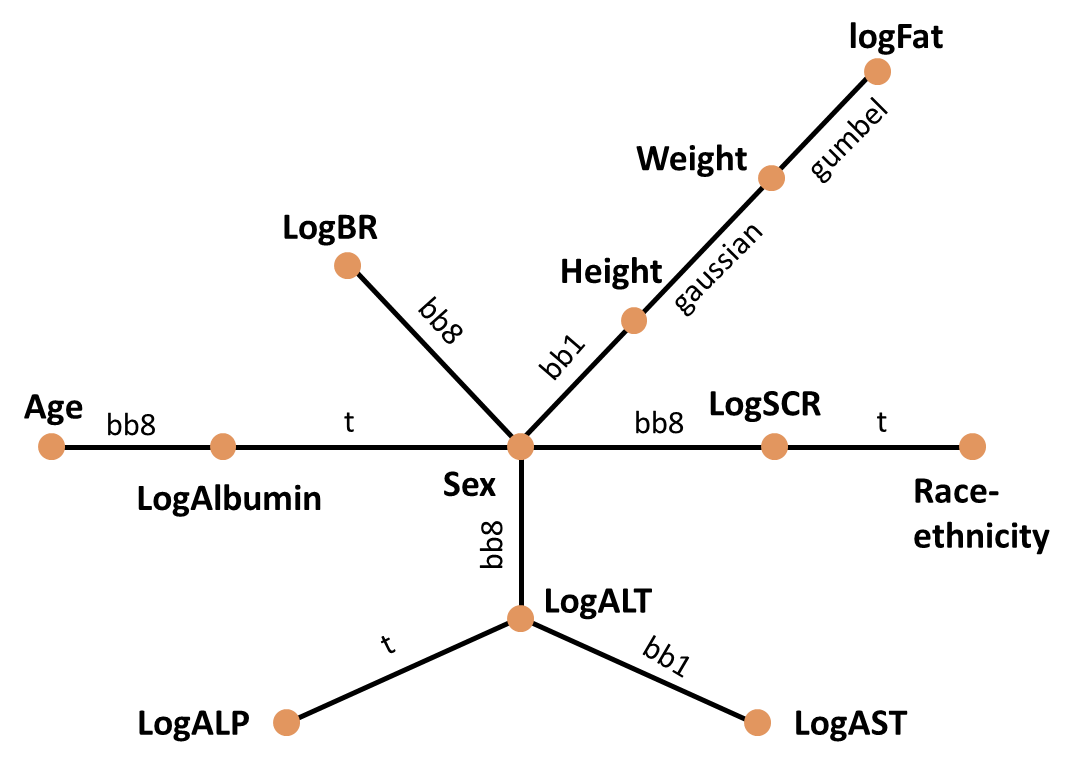 logFat
gumbel
Weight
gaussian
LogBR
Height
bb8
bb1
Age
bb8
t
LogSCR
bb8
t
LogAlbumin
Sex
Race-
ethnicity
bb8
LogALT
t
bb1
LogALP
LogAST